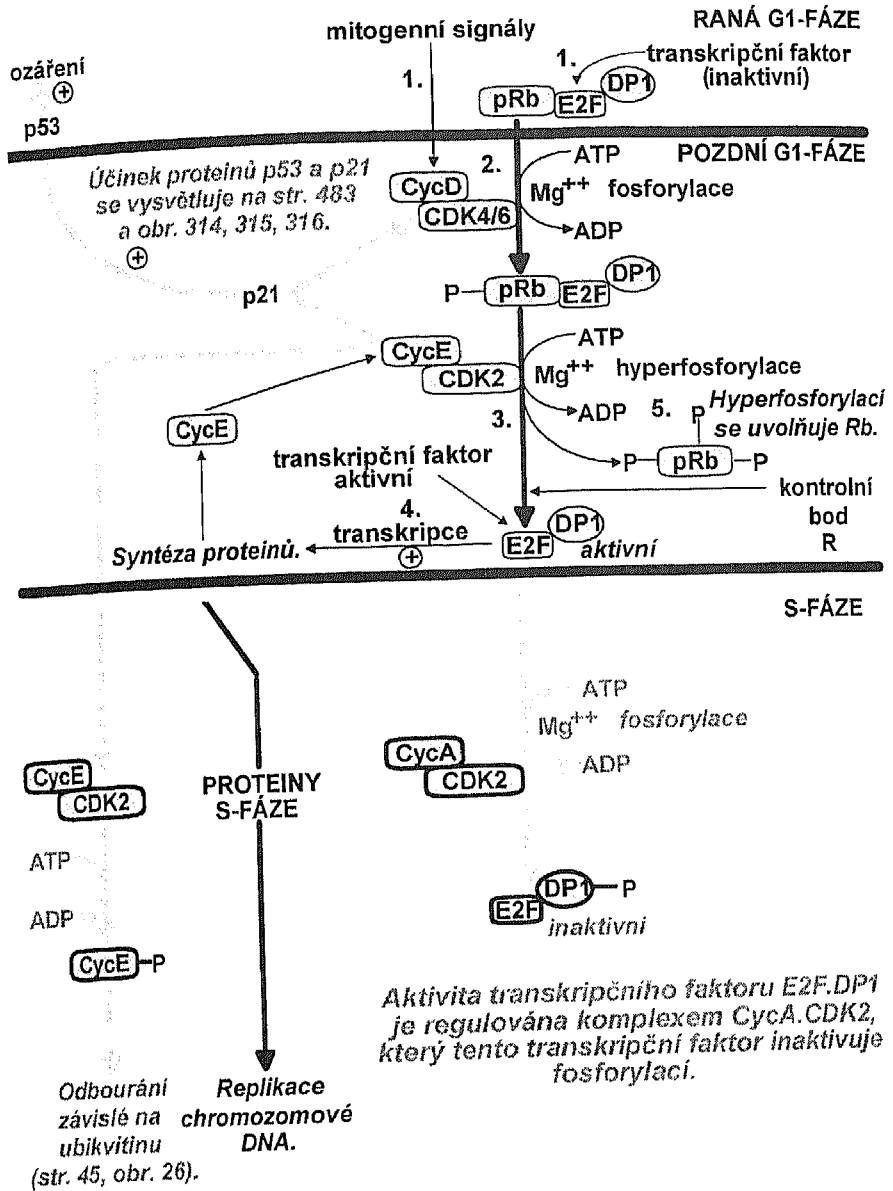 RANÁ G1-FÁZE
mitogenní signály
1.
1.
transkripční faktor
(inaktivní)
ozáření
+
p53
pRb
E2F
DP1
POZDNÍ G1-FÁZE
Účinek proteinů p53 a p21
se vysvětluje na str. 483
a obr. 314, 315, 316.
+
p21
CycD
CDK4/6
2.
ATP
Mg++ fosforylace
ADP
P
pRb
E2F
DP1
CycE
CDK2
ATP
Mg++ hyperfosforylace
ADP
5.
Hyperfosforylací
se uvolňuje Rb.
3.
P
P
pRb
P
CycE
transkripční faktor
aktivní
kontrolní
bod
R
4.
transkripce
+
Syntéza proteinů.
E2F
DP1
aktivní
S-FÁZE
ATP
Mg++ fosforylace
ADP
CycA
CDK2
CycE
CDK2
PROTEINY
S-FÁZE
ATP
ADP
CycE
P
E2F
DP1
P
inaktivní
Aktivita transkripčního faktoru E2F.DP1
je regulována komplexem CycA.CDK2,
který tento transkripční faktor inaktivuje
fosforylací.
Odbourání
závislé na
ubikvitinu
(str. 45, obr. 26).
Replikace
chromozomové
DNA.